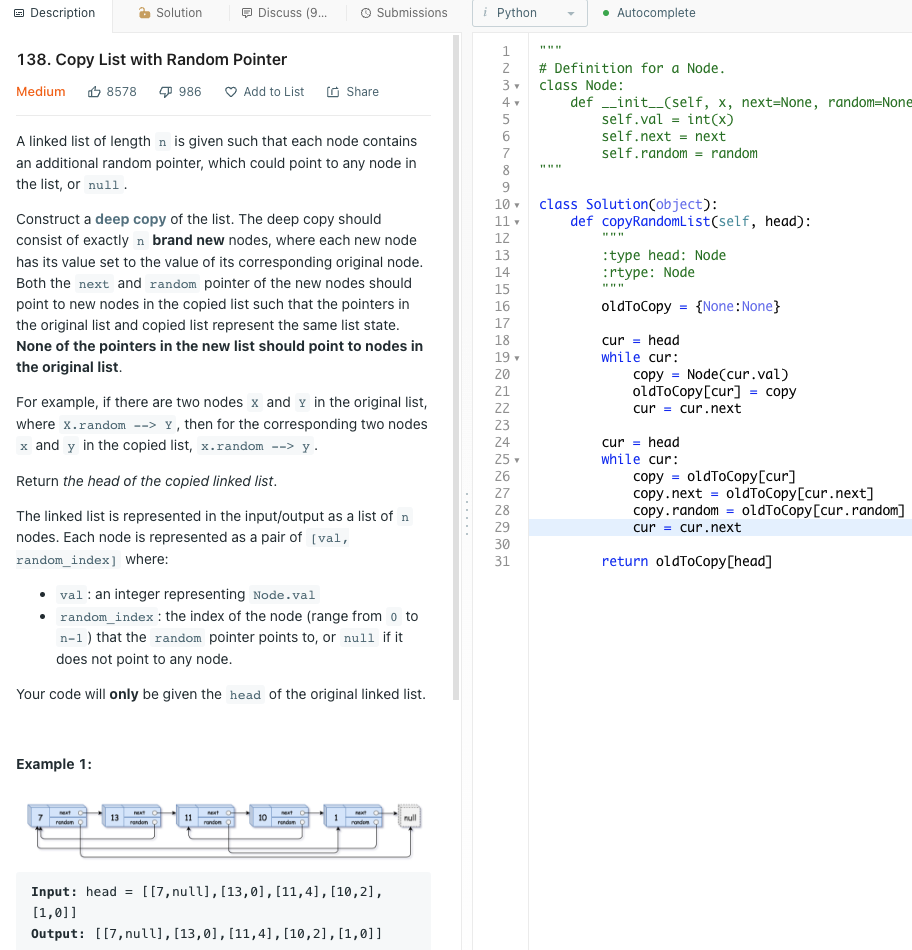 Description
Solution
Discuss (9...
Submissions
i Python
Autocomplete
138. Copy List with Random Pointer
Medium 8578 986 Add to List Share
A linked list of length n is given such that each node contains
an additional random pointer, which could point to any node in
the list, or null.
Construct a deep copy of the list. The deep copy should
consist of exactly n brand new nodes, where each new node
has its value set to the value of its corresponding original node.
Both the next and random pointer of the new nodes should
point to new nodes in the copied list such that the pointers in
the original list and copied list represent the same list state.
None of the pointers in the new list should point to nodes in
the original list.
For example, if there are two nodes X and Y in the original list,
where X.random --> Y, then for the corresponding two nodes
x and y in the copied list, x.random --> y.
Return the head of the copied linked list.
The linked list is represented in the input/output as a list of n
nodes. Each node is represented as a pair of [val,
random_index] where:
• val: an integer representing Node.val
• random_index: the index of the node (range from 0 to
n-1) that the random pointer points to, or null if it
does not point to any node.
Your code will only be given the head of the original linked list.
Example 1:
7 next random
13 next random
11 next random
10 next random
1 next random
null
Input: head = [[7,null],[13,0],[11,4],[10,2],
[1,0]]
Output: [[7,null],[13,0],[11,4],[10,2],[1,0]]
1 """
2 # Definition for a Node.
3 class Node:
4     def __init__(self, x, next=None, random=None
5         self.val = int(x)
6         self.next = next
7         self.random = random
8 """
9
10 class Solution(object):
11     def copyRandomList(self, head):
12         """
13         :type head: Node
14         :rtype: Node
15         """
16         oldToCopy = {None:None}
17
18         cur = head
19         while cur:
20             copy = Node(cur.val)
21             oldToCopy[cur] = copy
22             cur = cur.next
23
24         cur = head
25         while cur:
26             copy = oldToCopy[cur]
27             copy.next = oldToCopy[cur.next]
28             copy.random = oldToCopy[cur.random]
29             cur = cur.next
30
31         return oldToCopy[head]